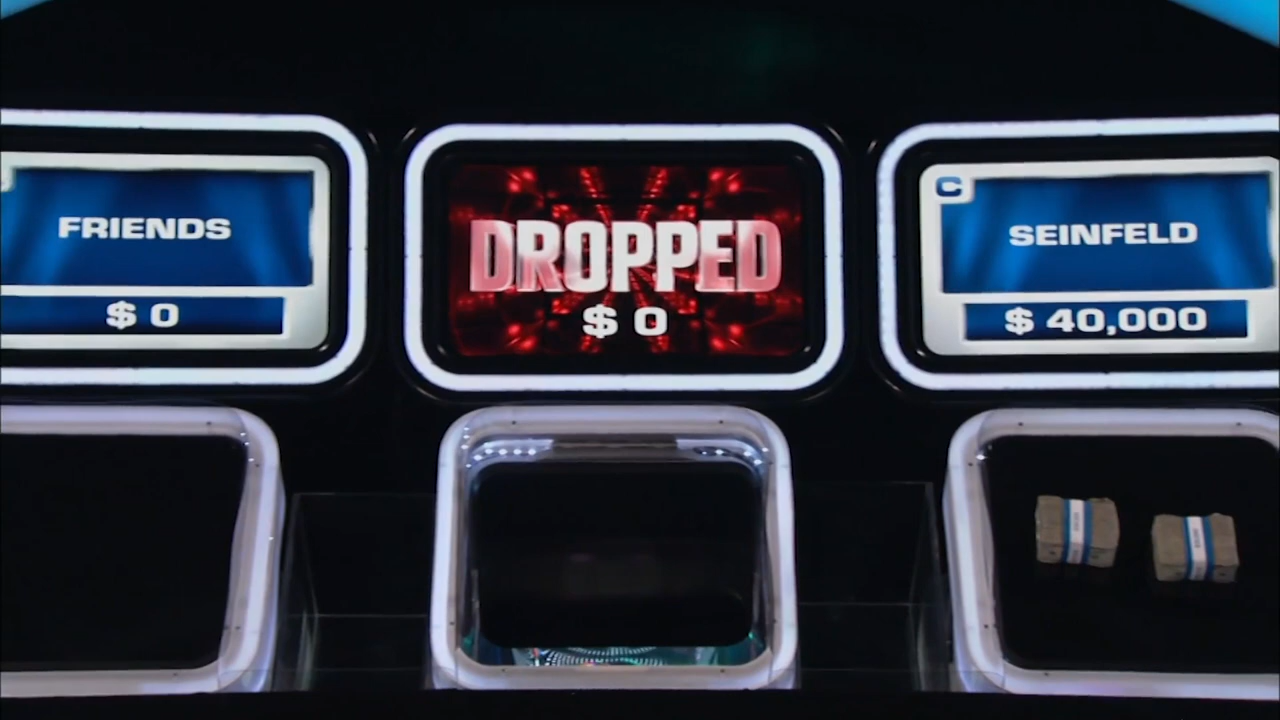 FRIENDS
$ 0
DROPPED
$ 0
C
SEINFELD
$ 40,000